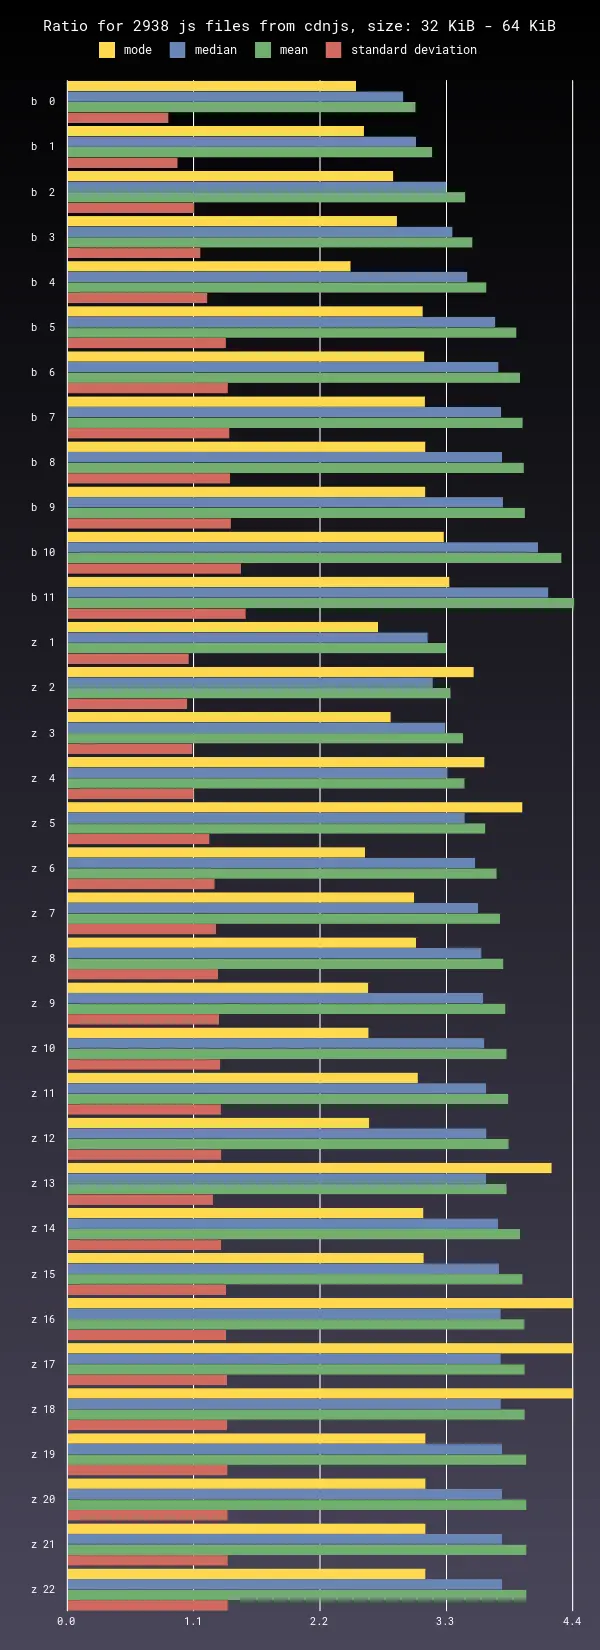 Ratio for 2938 js files from cdnjs, size: 32 KiB - 64 KiB
mode median mean standard deviation
b 0
b 1
b 2
b 3
b 4
b 5
b 6
b 7
b 8
b 9
b 10
b 11
z 1
z 2
z 3
z 4
z 5
z 6
z 7
z 8
z 9
z 10
z 11
z 12
z 13
z 14
z 15
z 16
z 17
z 18
z 19
z 20
z 21
z 22
0.0 1.1 2.2 3.3 4.4